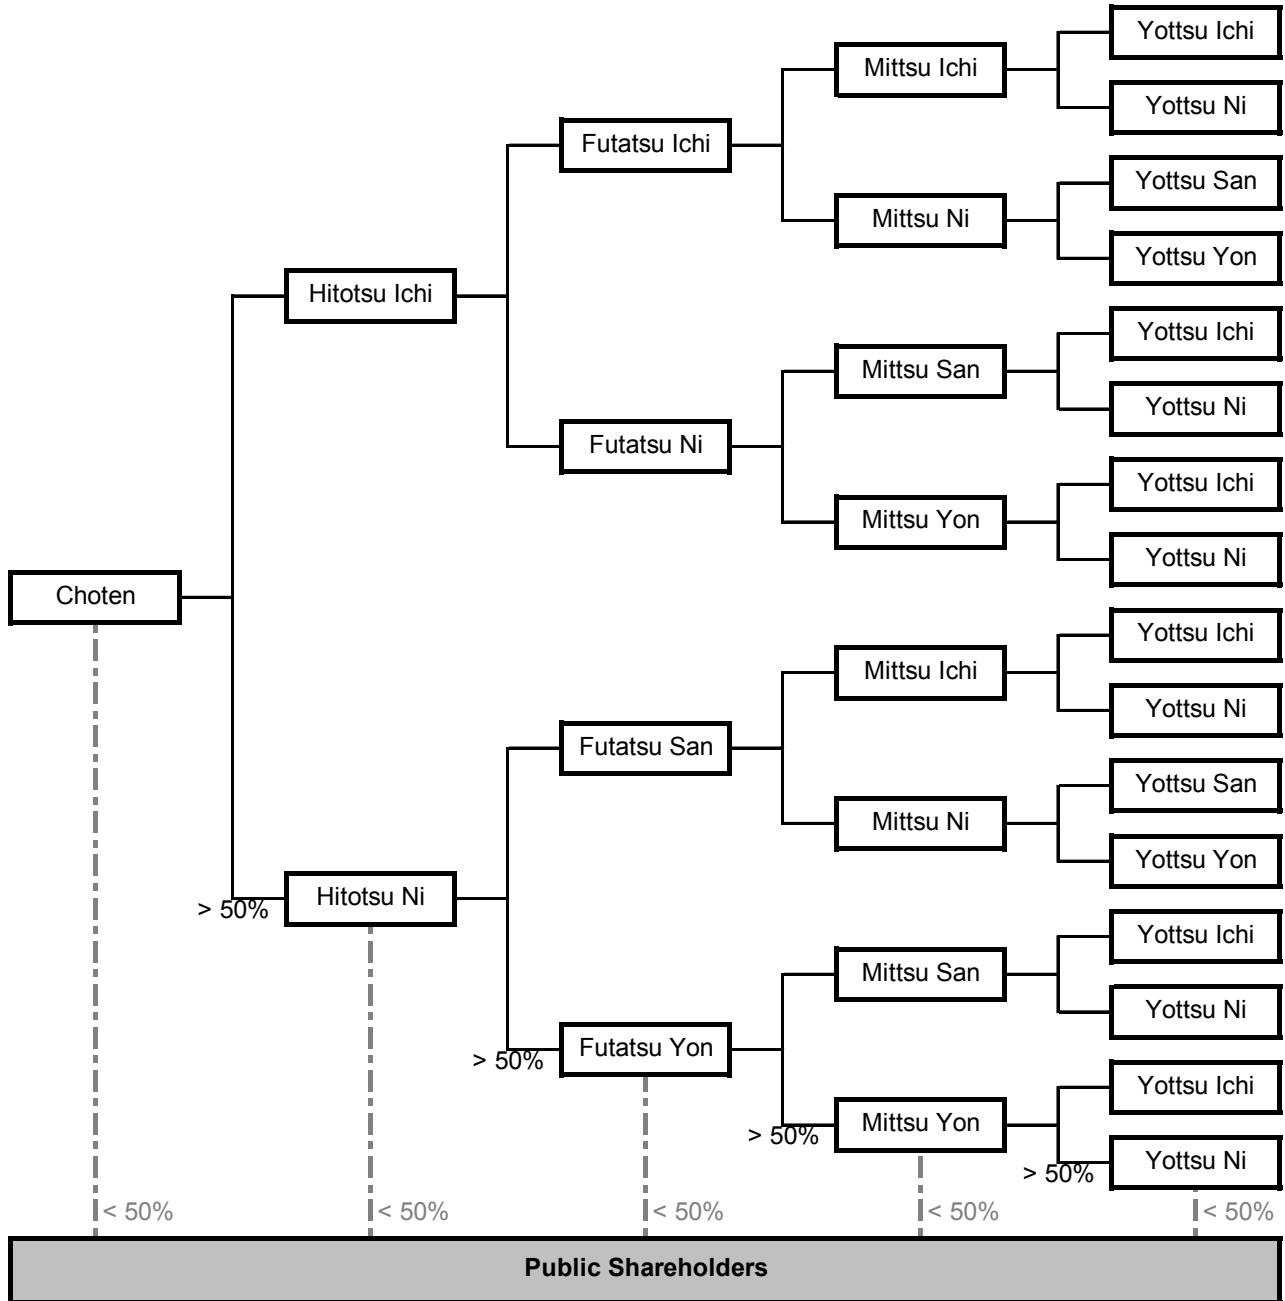 Yottsu Ichi
Mittsu Ichi
Yottsu Ni
Futatsu Ichi
Yottsu San
Mittsu Ni
Yottsu Yon
Hitotsu Ichi
Yottsu Ichi
Mittsu San
Yottsu Ni
Futatsu Ni
Yottsu Ichi
Mittsu Yon
Yottsu Ni
Choten
Yottsu Ichi
Mittsu Ichi
Yottsu Ni
Futatsu San
Yottsu San
Mittsu Ni
Yottsu Yon
Hitotsu Ni
> 50%
Yottsu Ichi
Mittsu San
Yottsu Ni
Futatsu Yon
> 50%
Yottsu Ichi
Mittsu Yon
> 50%
Yottsu Ni
> 50%
< 50%
< 50%
< 50%
< 50%
< 50%
Public Shareholders